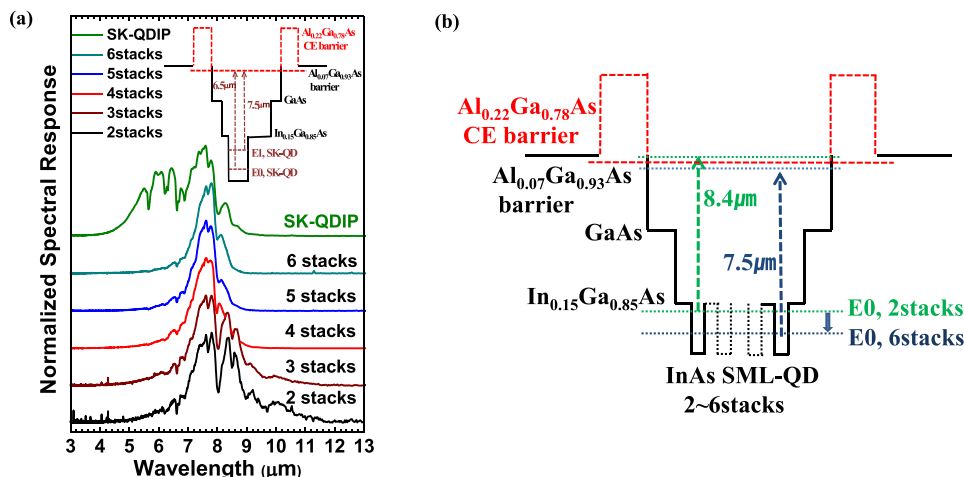 (a)
SK-QDIP
6stacks
5stacks
4stacks
3stacks
2stacks
Al0.22Ga0.78As
CE barrier
Al0.07Ga0.93As
barrier
6.5μm
7.5μm
GaAs
In0.15Ga0.85As
E1, SK-QD
E0, SK-QD
SK-QDIP
6 stacks
5 stacks
4 stacks
3 stacks
2 stacks
Normalized Spectral Response
3 4 5 6 7 8 9 10 11 12 13
Wavelength (μm)
(b)
Al0.22Ga0.78As
CE barrier
Al0.07Ga0.93As
barrier
8.4μm
GaAs
7.5μm
In0.15Ga0.85As
E0, 2stacks
E0, 6stacks
InAs SML-QD
2~6stacks